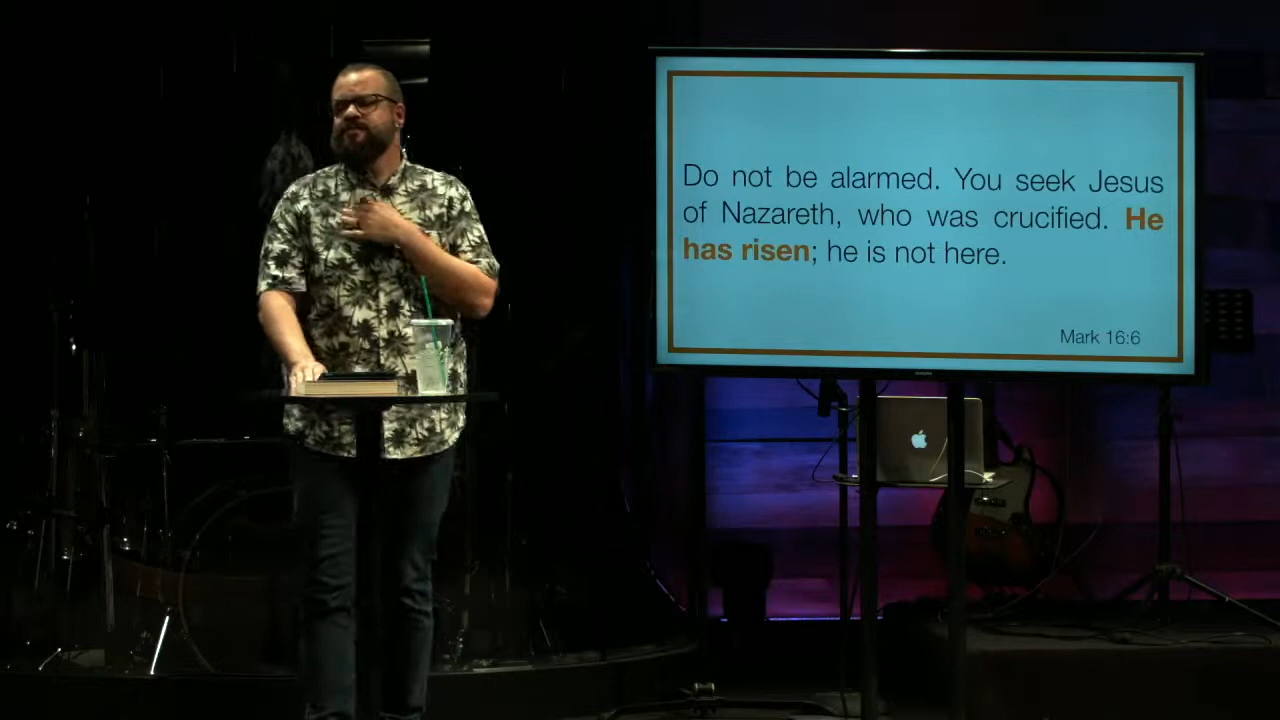 Do not be alarmed. You seek Jesus
of Nazareth, who was crucified. He
has risen; he is not here.
Mark 16:6